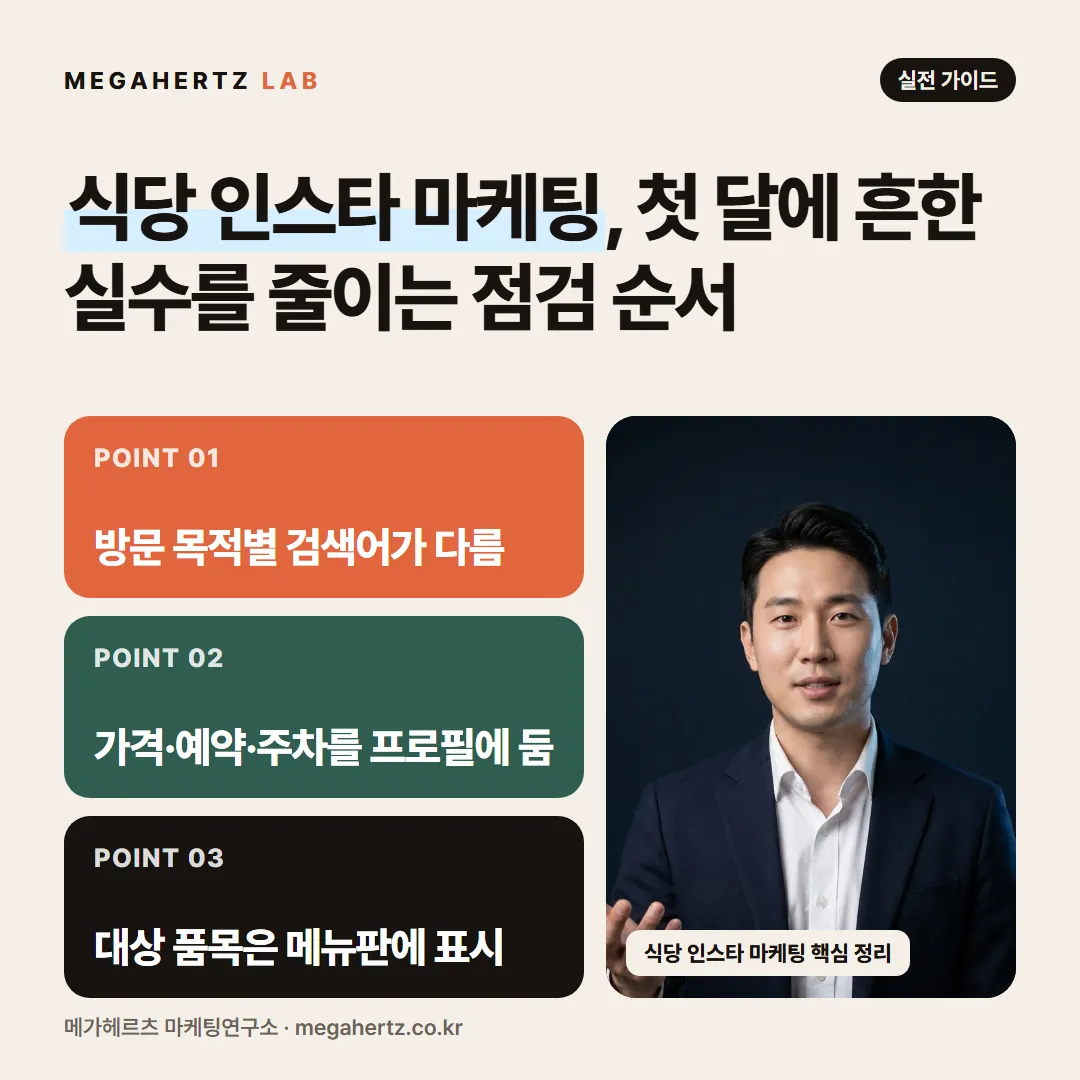 MEGAHERTZ LAB
실전 가이드
식당 인스타 마케팅, 첫 달에 흔한
실수를 줄이는 점검 순서
POINT 01
방문 목적별 검색어가 다름
POINT 02
가격·예약·주차를 프로필에 둠
POINT 03
대상 품목은 메뉴판에 표시
식당 인스타 마케팅 핵심 정리
메가헤르츠 마케팅연구소 · megahertz.co.kr